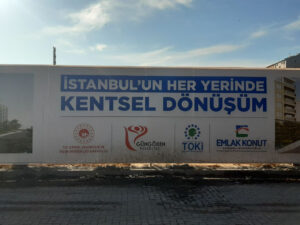 İSTANBUL'UN HER YERİNDE
KENTSEL DÖNÜŞÜM
GÜNGÖREN
TOKİ
EMLAK KONUT